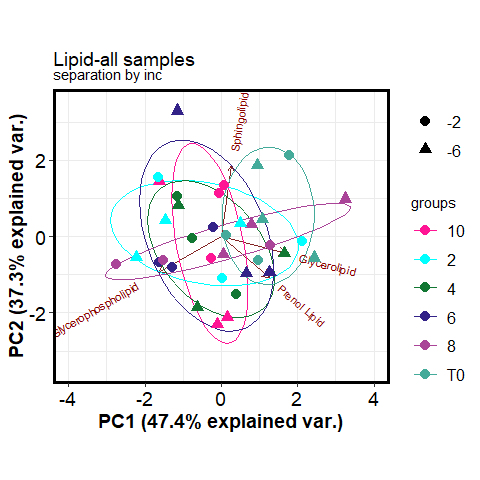 Lipid-all samples
separation by inc
PC2 (37.3% explained var.)
2
0
-2
Sphingolipid
Glycerolipid
Prenol Lipid
Glycerophospholipid
-4
-2
0
2
4
PC1 (47.4% explained var.)
-2
-6
groups
10
2
4
6
8
T0